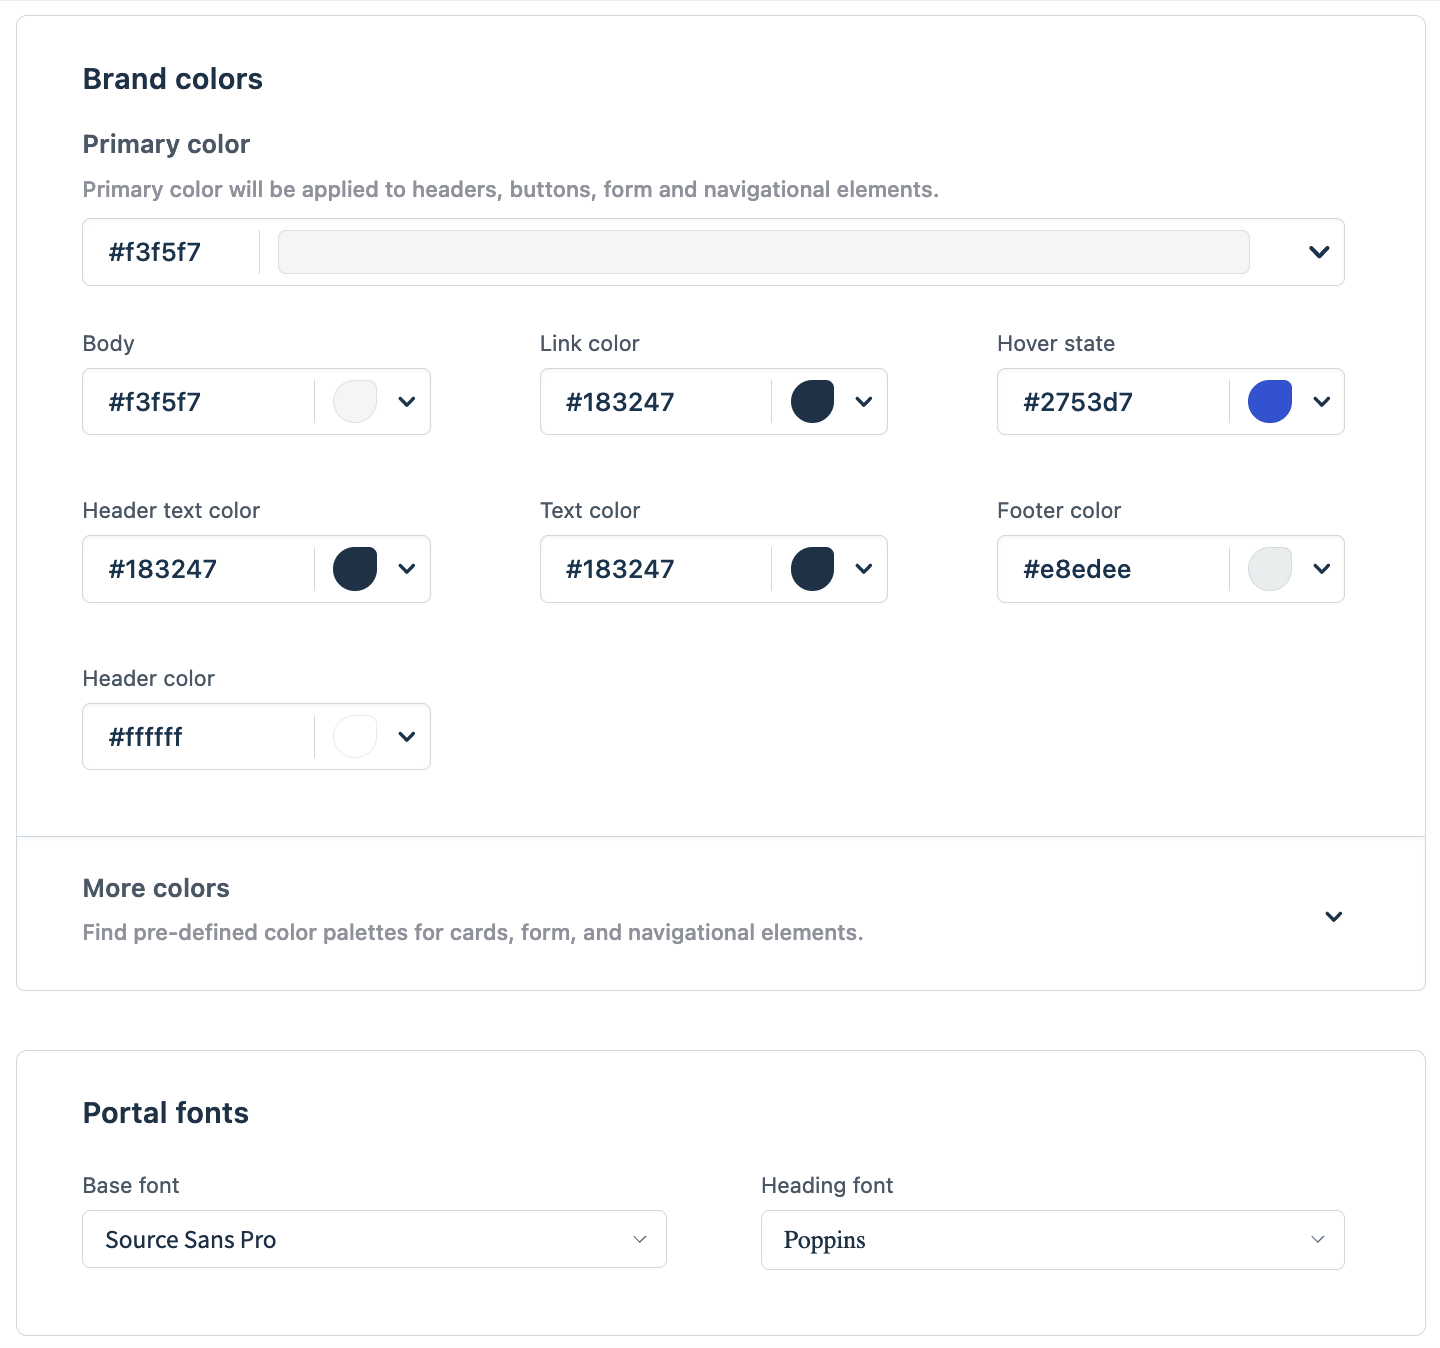 Brand colors
Primary color
Primary color will be applied to headers, buttons, form and navigational elements.
#f3f5f7
Body
Link color
Hover state
#f3f5f7
#183247
#2753d7
Header text color
Text color
Footer color
#183247
#183247
#e8edee
Header color
#ffffff
More colors
Find pre-defined color palettes for cards, form, and navigational elements.
Portal fonts
Base font
Heading font
Source Sans Pro
Poppins